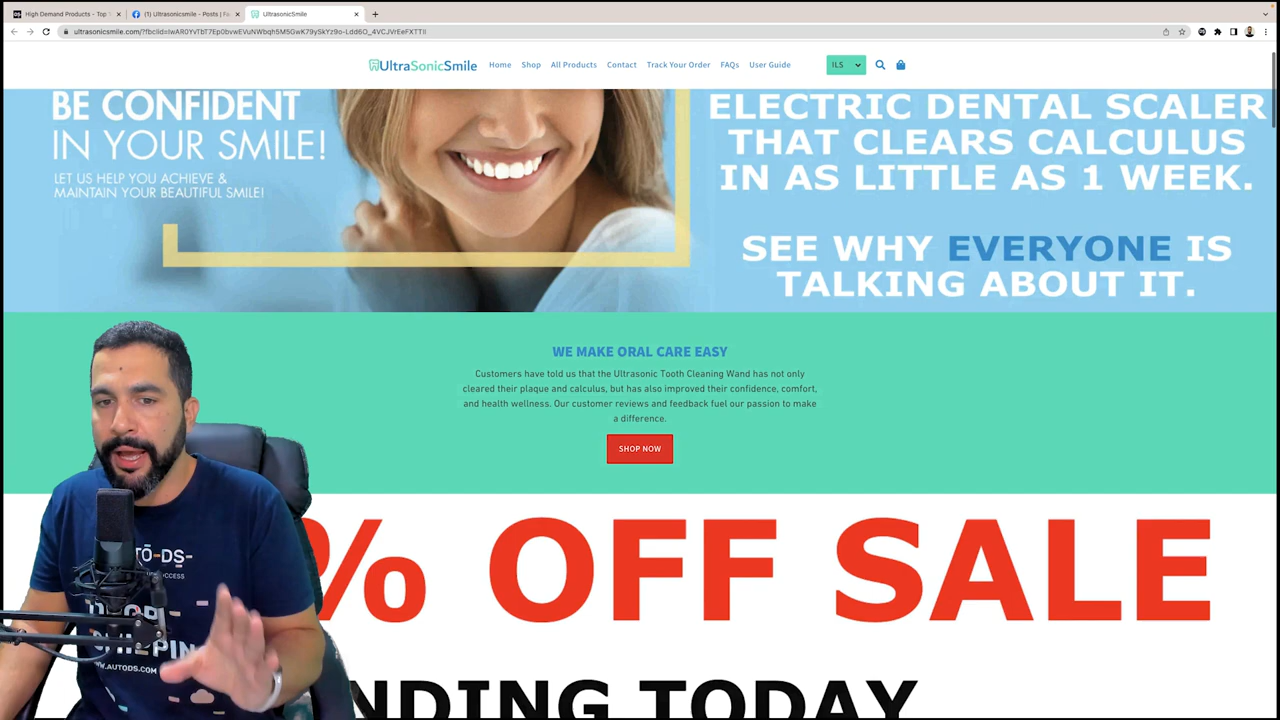 High Demand Products - Top
(1) Ultrasonicsmile - Posts | Fa
UltrasonicSmile
UltraSonicSmile
Home
Shop
All Products
Contact
Track Your Order
FAQs
User Guide
ILS
BE CONFIDENT
IN YOUR SMILE!
LET US HELP YOU ACHIEVE &
MAINTAIN YOUR BEAUTIFUL SMILE!
ELECTRIC DENTAL SCALER
THAT CLEARS CALCULUS
IN AS LITTLE AS 1 WEEK.
SEE WHY EVERYONE IS
TALKING ABOUT IT.
WE MAKE ORAL CARE EASY
Customers have told us that the Ultrasonic Tooth Cleaning Wand has not only
cleared their plaque and calculus, but has also improved their confidence, comfort,
and health wellness. Our customer reviews and feedback fuel our passion to make
a difference.
SHOP NOW
% OFF SALE
NDING TODAY
WWW.AUTODS.COM